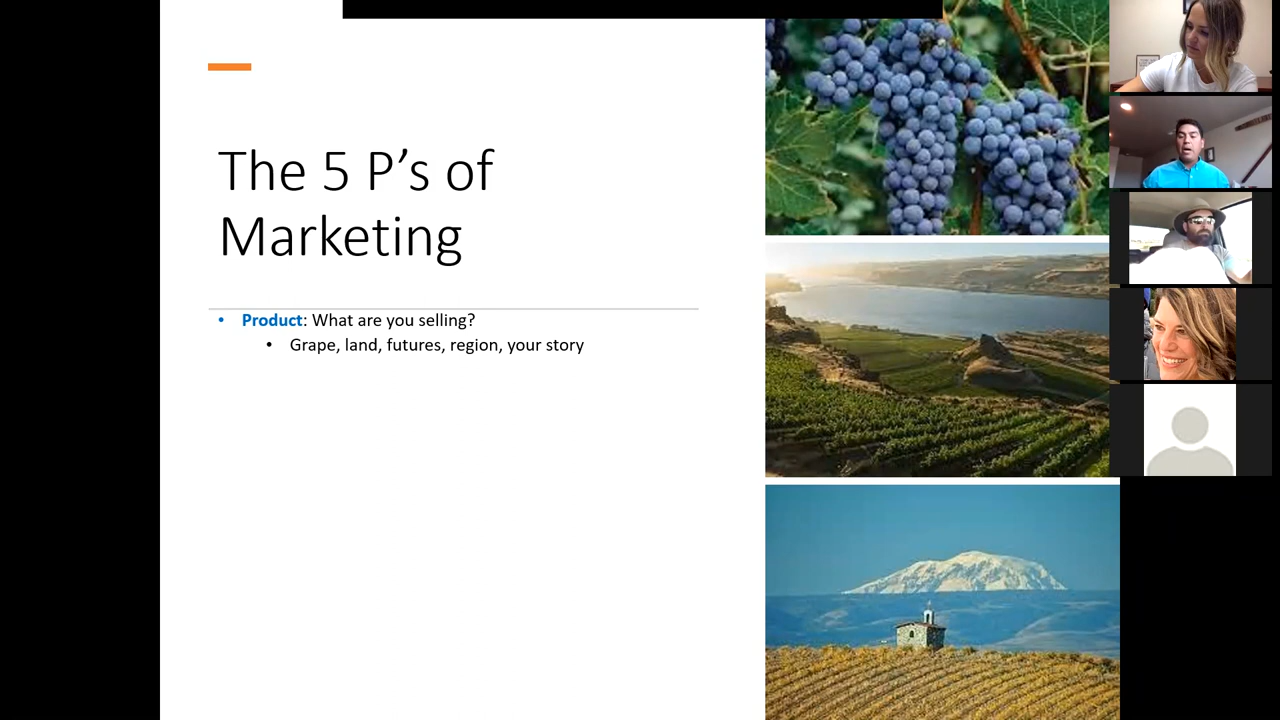 The 5 P’s of
Marketing
• Product: What are you selling?
• Grape, land, futures, region, your story